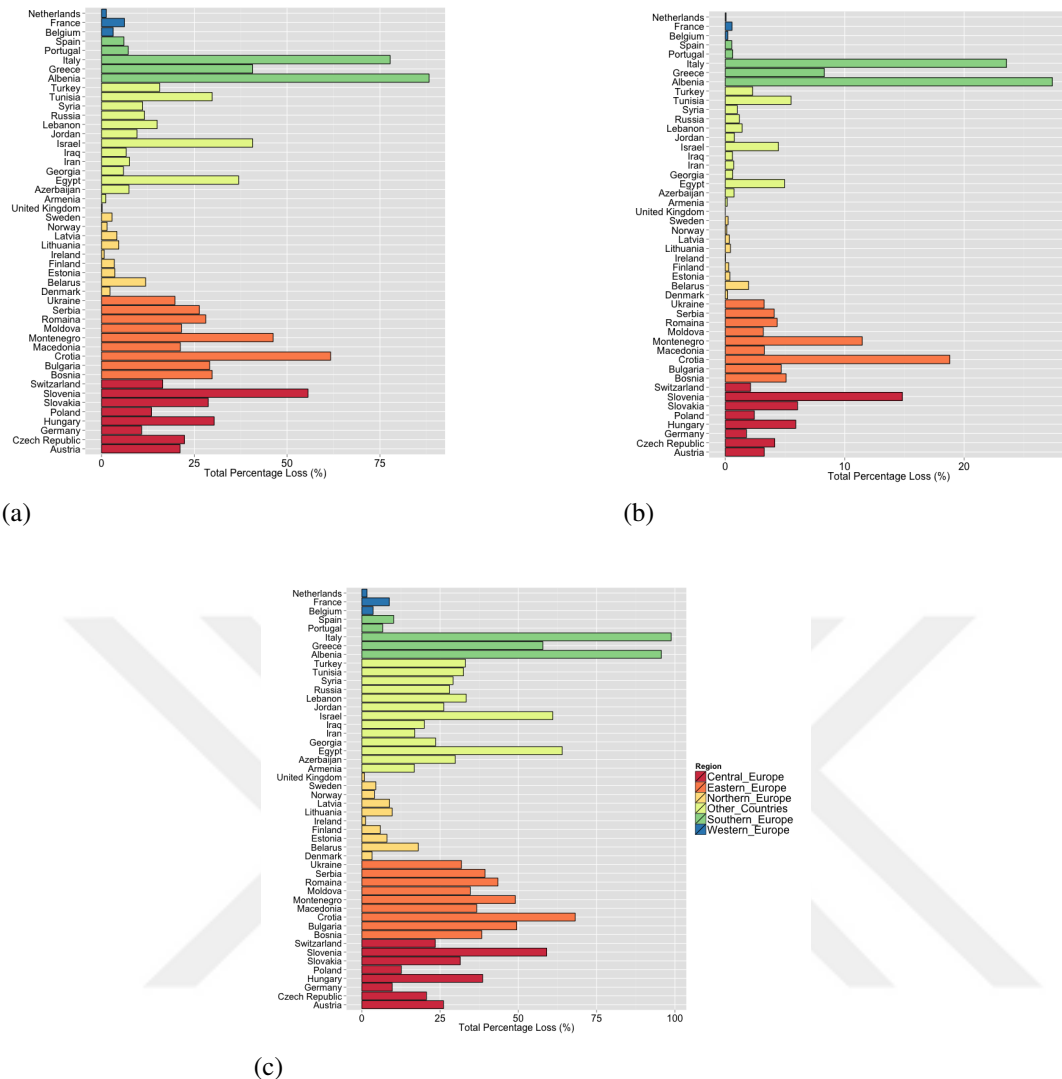 Netherlands
France
Belgium
Spain
Portugal
Italy
Greece
Albenia
Turkey
Tunisia
Syria
Russia
Lebanon
Jordan
Israel
Iraq
Iran
Georgia
Egypt
Azerbaijan
Armenia
United Kingdom
Sweden
Norway
Latvia
Lithuania
Ireland
Finland
Estonia
Belarus
Denmark
Ukraine
Serbia
Romaina
Moldova
Montenegro
Macedonia
Crotia
Bulgaria
Bosnia
Switzerland
Slovenia
Slovakia
Poland
Hungary
Germany
Czech Republic
Austria
0 25 50 75
Total Percentage Loss (%)
(a)
Netherlands
France
Belgium
Spain
Portugal
Italy
Greece
Albenia
Turkey
Tunisia
Syria
Russia
Lebanon
Jordan
Israel
Iraq
Iran
Georgia
Egypt
Azerbaijan
Armenia
United Kingdom
Sweden
Norway
Latvia
Lithuania
Ireland
Finland
Estonia
Belarus
Denmark
Ukraine
Serbia
Romaina
Moldova
Montenegro
Macedonia
Crotia
Bulgaria
Bosnia
Switzerland
Slovenia
Slovakia
Poland
Hungary
Germany
Czech Republic
Austria
0 10 20
Total Percentage Loss (%)
(b)
Netherlands
France
Belgium
Spain
Portugal
Italy
Greece
Albenia
Turkey
Tunisia
Syria
Russia
Lebanon
Jordan
Israel
Iraq
Iran
Georgia
Egypt
Azerbaijan
Armenia
United Kingdom
Sweden
Norway
Latvia
Lithuania
Ireland
Finland
Estonia
Belarus
Denmark
Ukraine
Serbia
Romaina
Moldova
Montenegro
Macedonia
Crotia
Bulgaria
Bosnia
Switzerland
Slovenia
Slovakia
Poland
Hungary
Germany
Czech Republic
Austria
0 25 50 75 100
Total Percentage Loss (%)
Region
Central_Europe
Eastern_Europe
Northern_Europe
Other_Countries
Southern_Europe
Western_Europe
(c)